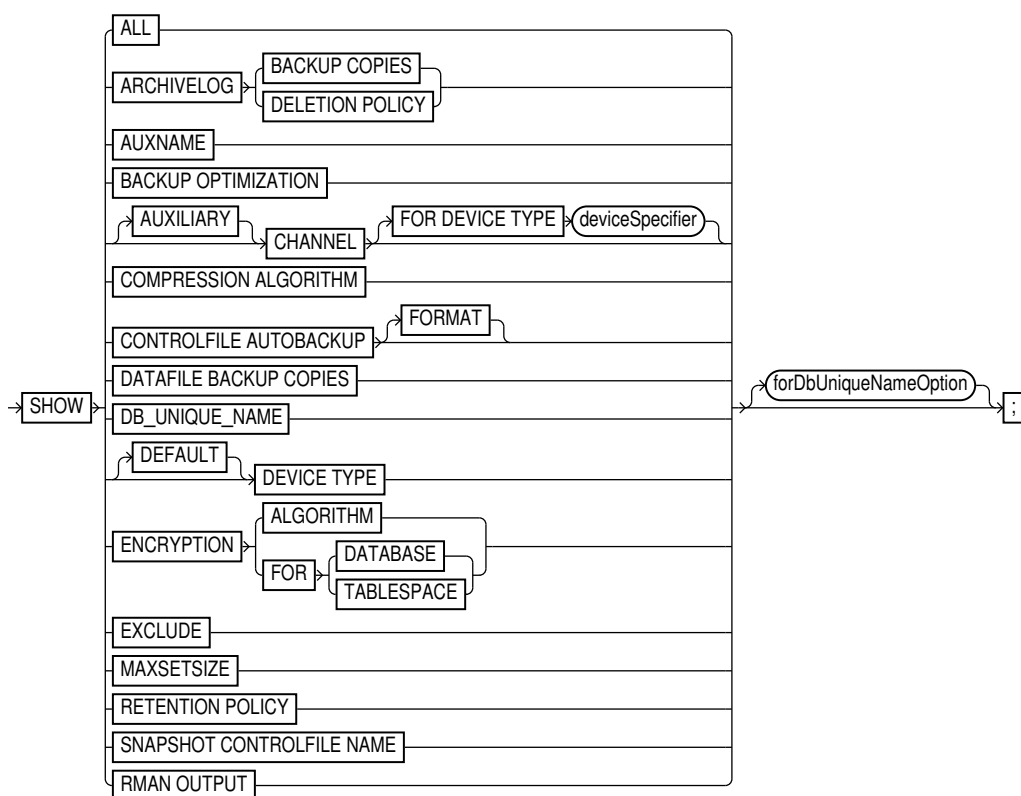 ALL
BACKUP COPIES
ARCHIVELOG
DELETION POLICY
AUXNAME
BACKUP OPTIMIZATION
AUXILIARY FOR DEVICE TYPE deviceSpecifier
CHANNEL
COMPRESSION ALGORITHM
FORMAT
CONTROLFILE AUTOBACKUP
DATAFILE BACKUP COPIES
forDbUniqueNameOption
SHOW DB_UNIQUE_NAME ;
DEFAULT
DEVICE TYPE
ALGORITHM
ENCRYPTION
DATABASE
FOR
TABLESPACE
EXCLUDE
MAXSETSIZE
RETENTION POLICY
SNAPSHOT CONTROLFILE NAME
RMAN OUTPUT